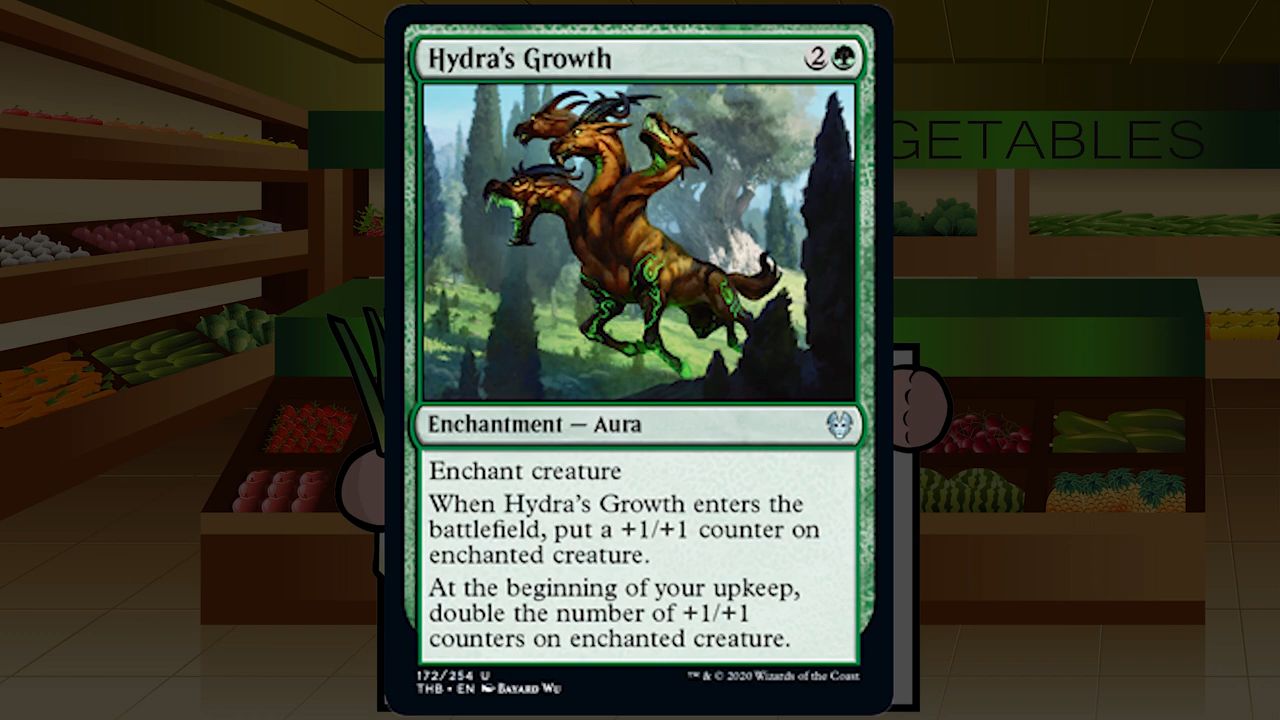 Hydra's Growth 2
GETABLES
Enchantment — Aura
Enchant creature
When Hydra's Growth enters the
battlefield, put a +1/+1 counter on
enchanted creature.
At the beginning of your upkeep,
double the number of +1/+1
counters on enchanted creature.
172/254 U
™ & © 2020 Wizards of the Coast
THB • EN Bayard Wu